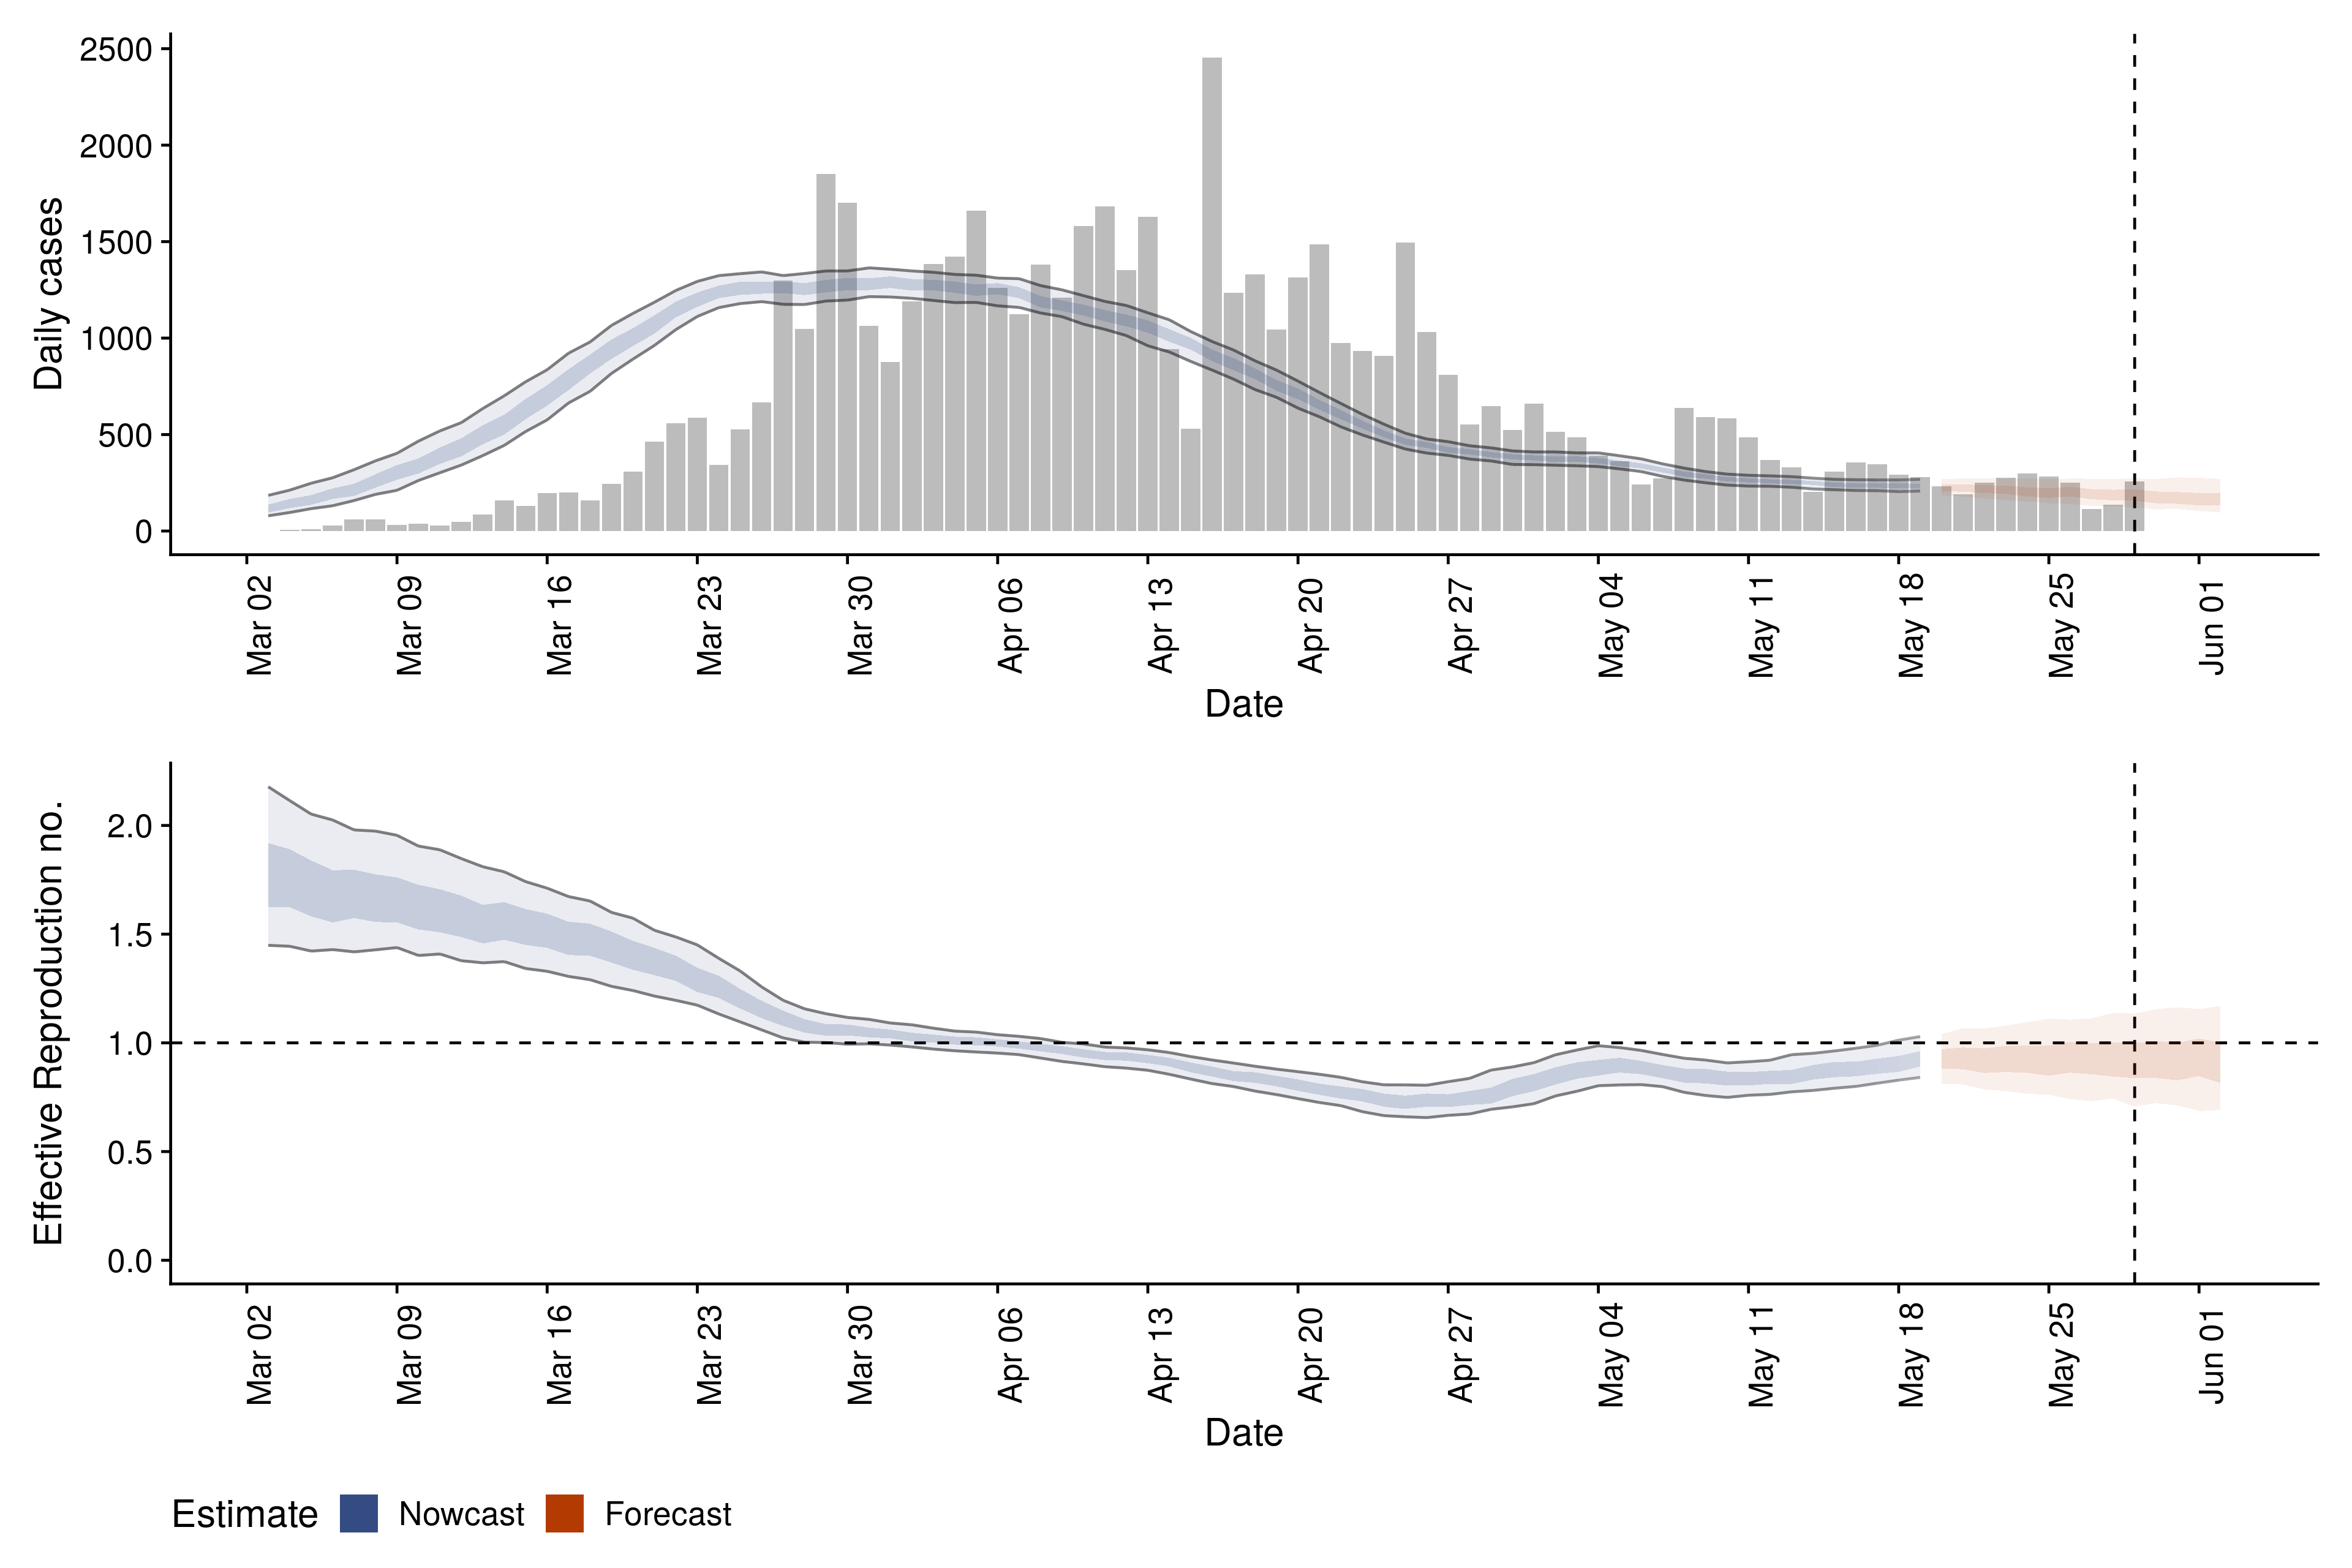 Daily cases
2500
2000
1500
1000
500
0
Mar 02
Mar 09
Mar 16
Mar 23
Mar 30
Apr 06
Apr 13
Apr 20
Apr 27
May 04
May 11
May 18
May 25
Jun 01
Date
Effective Reproduction no.
2.0
1.5
1.0
0.5
0.0
Mar 02
Mar 09
Mar 16
Mar 23
Mar 30
Apr 06
Apr 13
Apr 20
Apr 27
May 04
May 11
May 18
May 25
Jun 01
Date
Estimate Nowcast Forecast